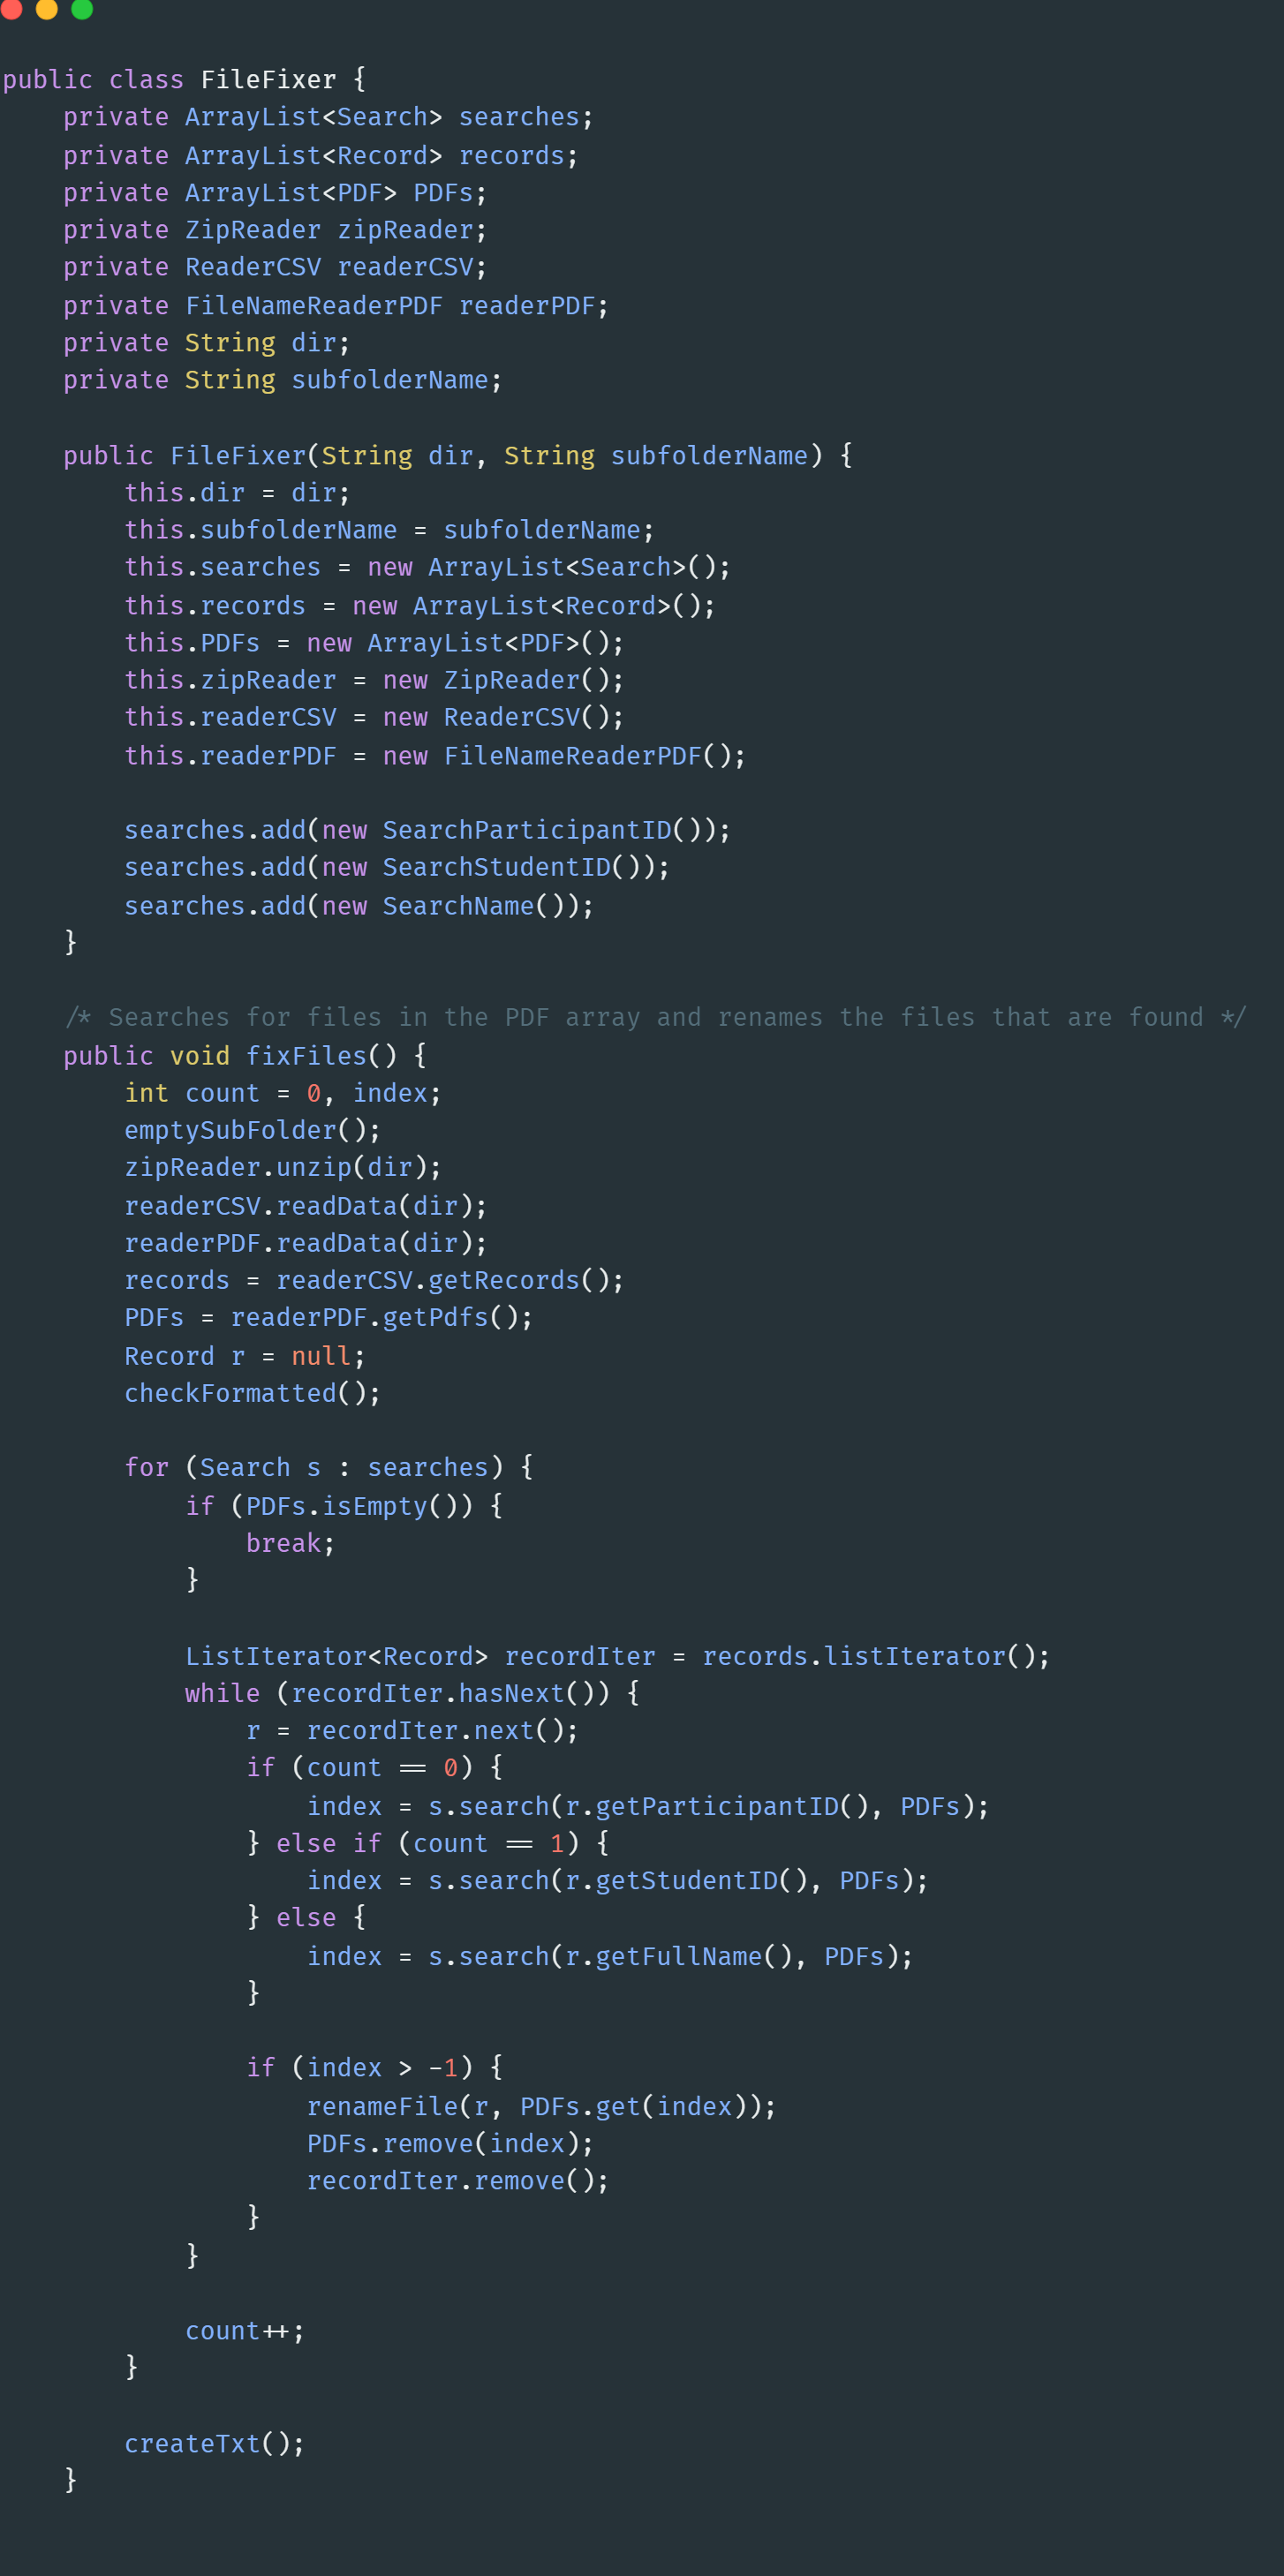 public class FileFixer {
    private ArrayList<Search> searches;
    private ArrayList<Record> records;
    private ArrayList<PDF> PDFs;
    private ZipReader zipReader;
    private ReaderCSV readerCSV;
    private FileNameReaderPDF readerPDF;
    private String dir;
    private String subfolderName;

    public FileFixer(String dir, String subfolderName) {
        this.dir = dir;
        this.subfolderName = subfolderName;
        this.searches = new ArrayList<Search>();
        this.records = new ArrayList<Record>();
        this.PDFs = new ArrayList<PDF>();
        this.zipReader = new ZipReader();
        this.readerCSV = new ReaderCSV();
        this.readerPDF = new FileNameReaderPDF();

        searches.add(new SearchParticipantID());
        searches.add(new SearchStudentID());
        searches.add(new SearchName());
    }

    /* Searches for files in the PDF array and renames the files that are found */
    public void fixFiles() {
        int count = 0, index;
        emptySubFolder();
        zipReader.unzip(dir);
        readerCSV.readData(dir);
        readerPDF.readData(dir);
        records = readerCSV.getRecords();
        PDFs = readerPDF.getPdfs();
        Record r = null;
        checkFormatted();

        for (Search s : searches) {
            if (PDFs.isEmpty()) {
                break;
            }

            ListIterator<Record> recordIter = records.listIterator();
            while (recordIter.hasNext()) {
                r = recordIter.next();
                if (count == 0) {
                    index = s.search(r.getParticipantID(), PDFs);
                } else if (count == 1) {
                    index = s.search(r.getStudentID(), PDFs);
                } else {
                    index = s.search(r.getFullName(), PDFs);
                }

                if (index > -1) {
                    renameFile(r, PDFs.get(index));
                    PDFs.remove(index);
                    recordIter.remove();
                }
            }

            count++;
        }

        createTxt();
    }